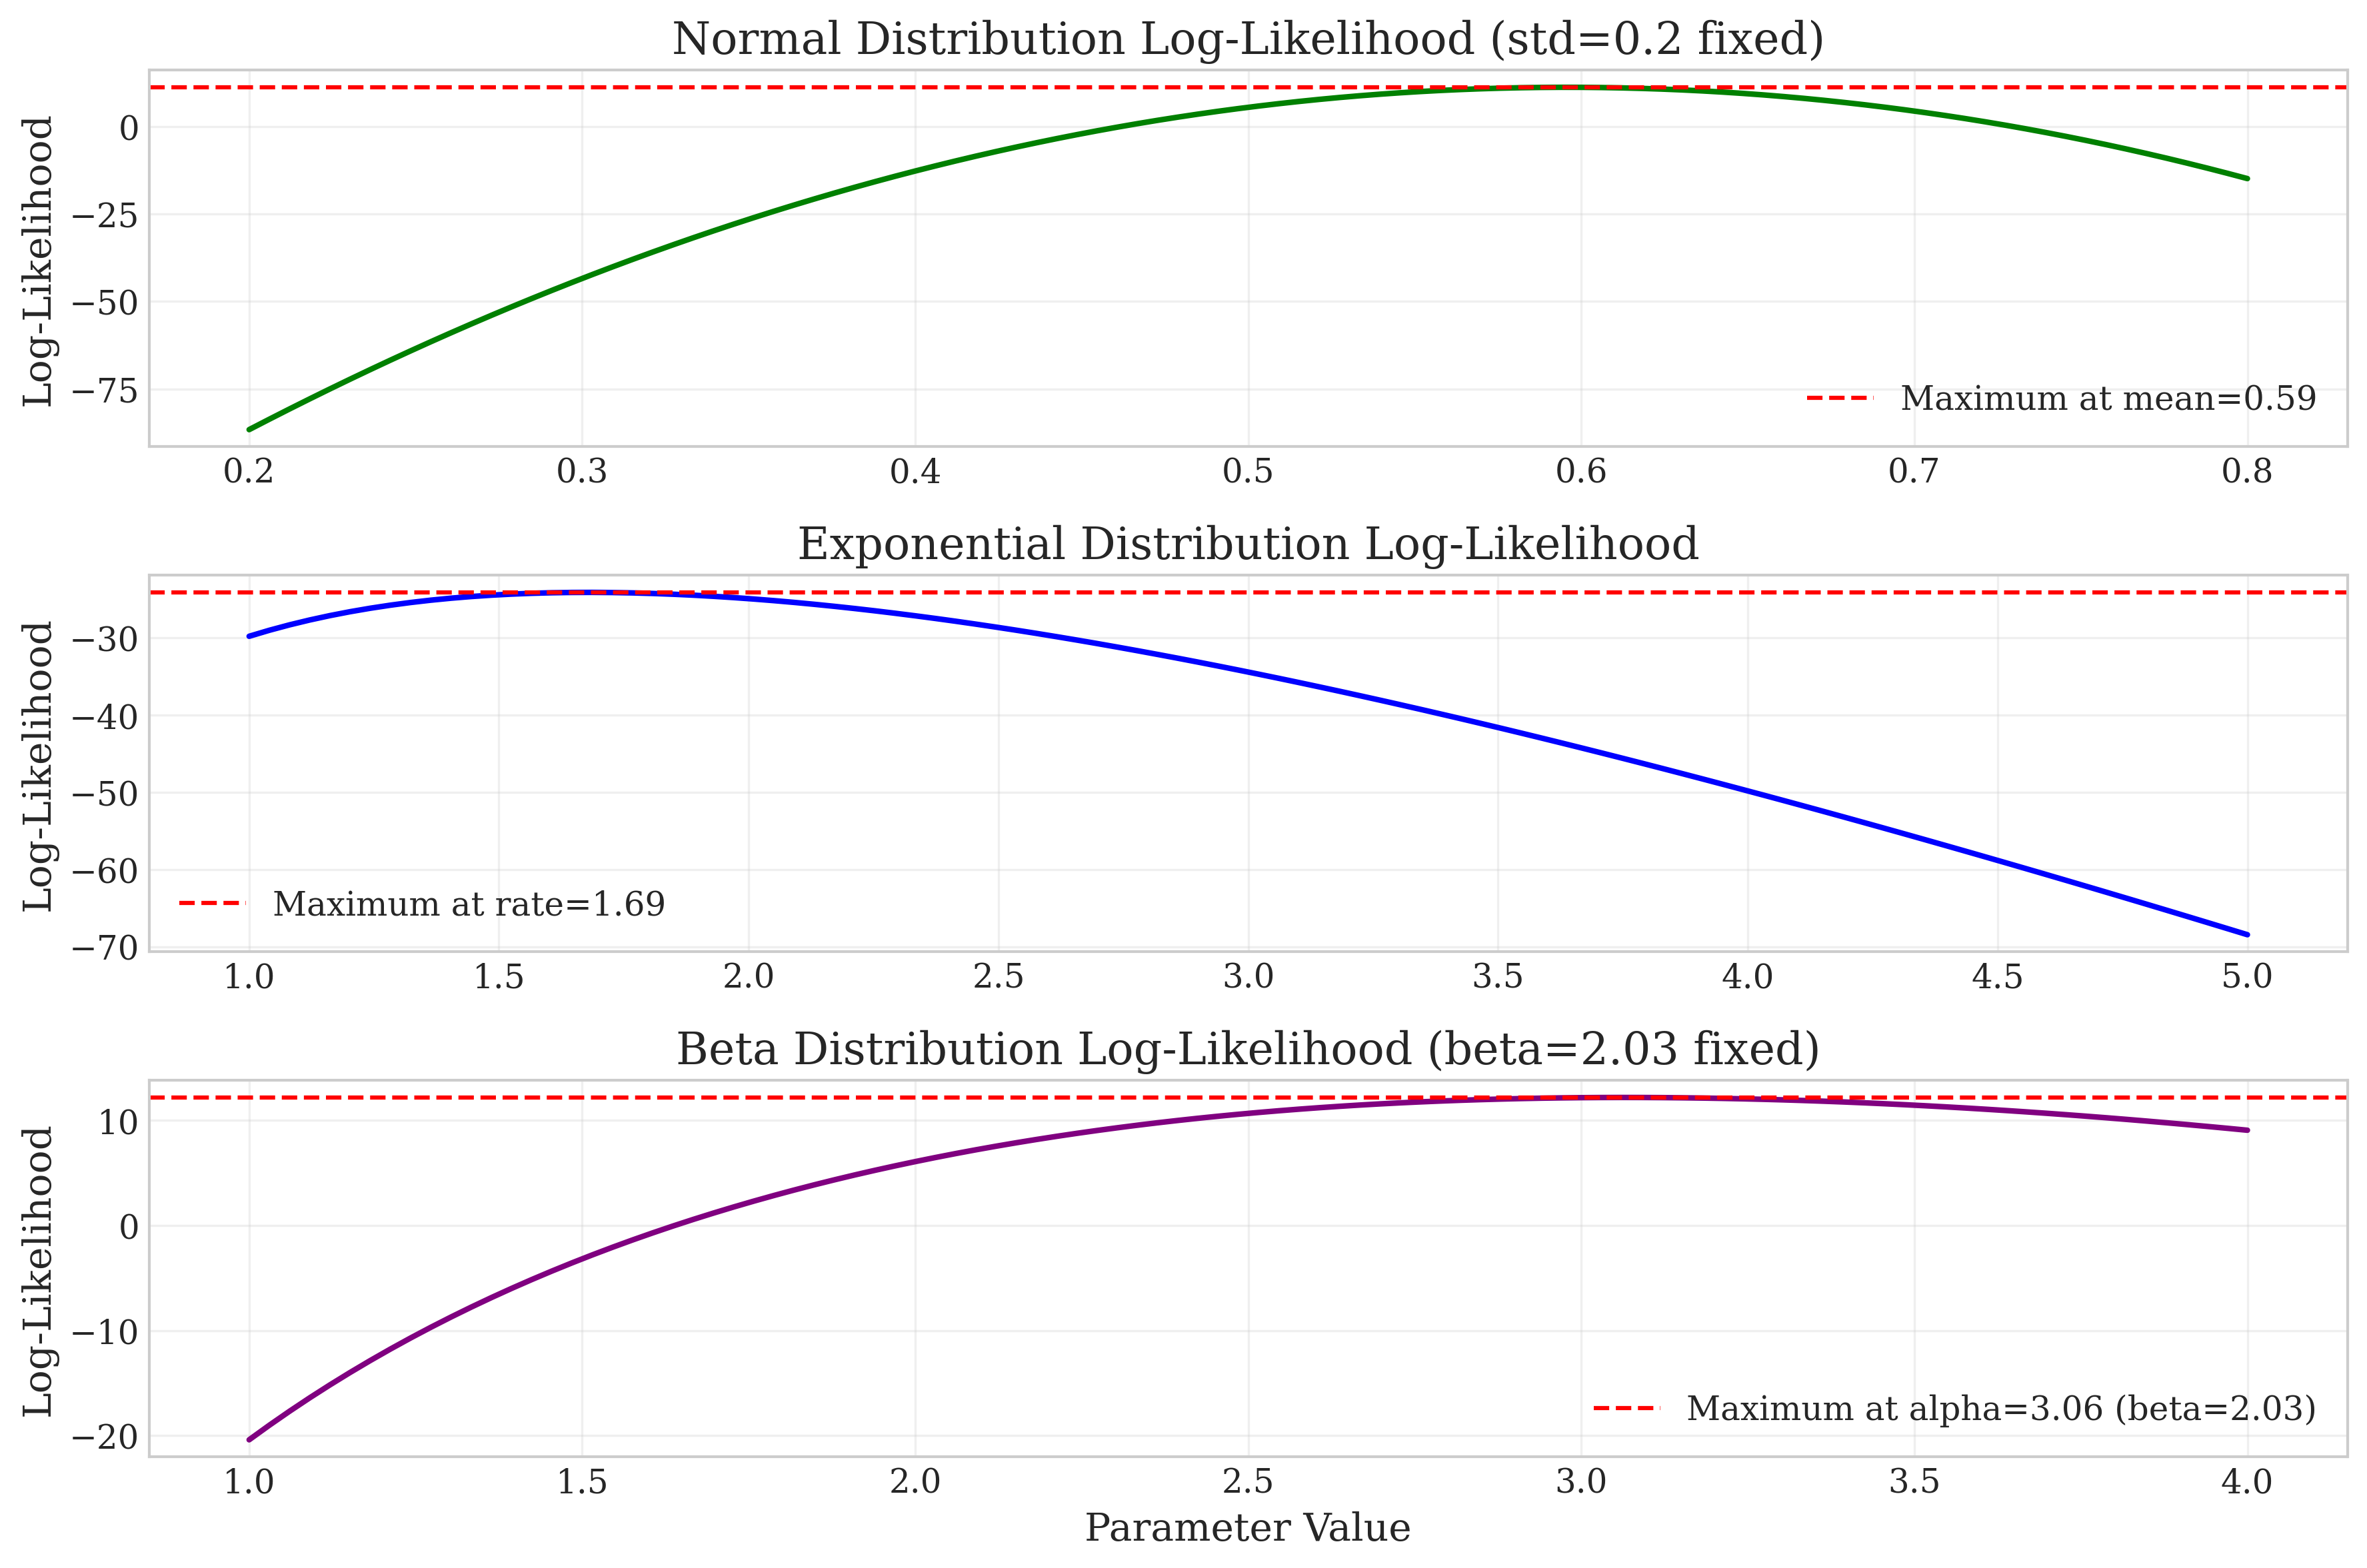 Normal Distribution Log-Likelihood (std=0.2 fixed)
Log-Likelihood
0
−25
−50
−75
Maximum at mean=0.59
0.2 0.3 0.4 0.5 0.6 0.7 0.8
Exponential Distribution Log-Likelihood
Log-Likelihood
−30
−40
−50
−60
−70
Maximum at rate=1.69
1.0 1.5 2.0 2.5 3.0 3.5 4.0 4.5 5.0
Beta Distribution Log-Likelihood (beta=2.03 fixed)
Log-Likelihood
10
0
−10
−20
Maximum at alpha=3.06 (beta=2.03)
1.0 1.5 2.0 2.5 3.0 3.5 4.0
Parameter Value